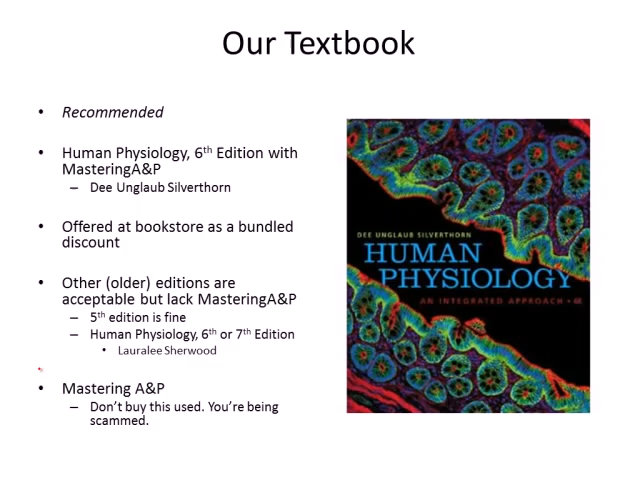 Our Textbook
• Recommended
• Human Physiology, 6th Edition with
MasteringA&P
– Dee Unglaub Silverthorn
• Offered at bookstore as a bundled
discount
• Other (older) editions are
acceptable but lack MasteringA&P
– 5th edition is fine
– Human Physiology, 6th or 7th Edition
• Lauralee Sherwood
• Mastering A&P
– Don't buy this used. You're being
scammed.
DEE UNGLAUB SILVERTHORN
HUMAN
PHYSIOLOGY
AN INTEGRATED APPROACH • 6E